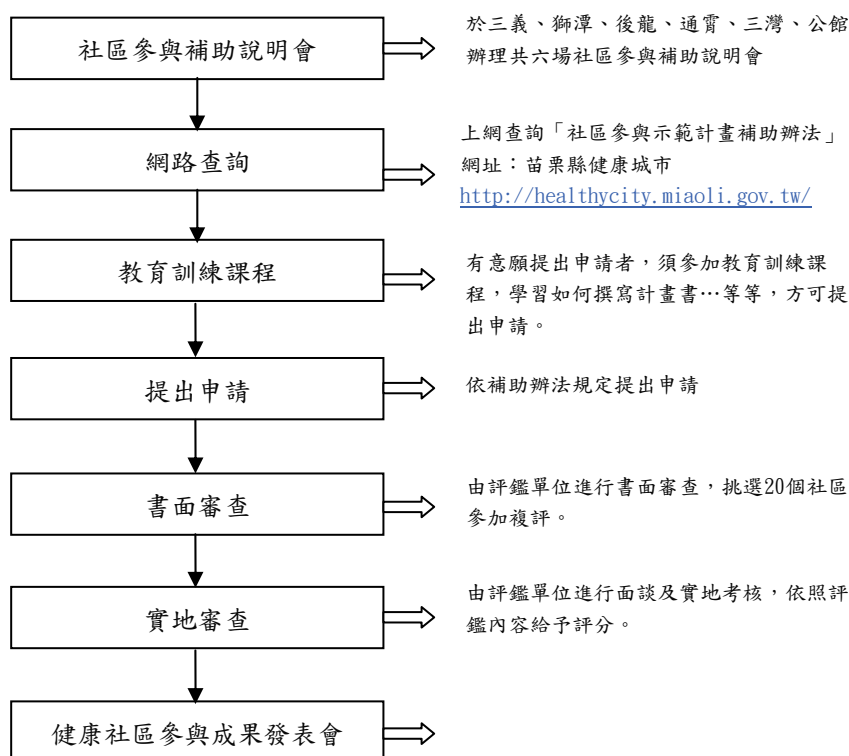 社區參與補助說明會
於三義、獅潭、後龍、通霄、三灣、公館
辦理共六場社區參與補助說明會
網路查詢
上網查詢「社區參與示範計畫補助辦法」
網址：苗栗縣健康城市
http://healthycity.miaoli.gov.tw/
教育訓練課程
有意願提出申請者，須參加教育訓練課
程，學習如何撰寫計畫書…等等，方可提
出申請。
提出申請
依補助辦法規定提出申請
書面審查
由評鑑單位進行書面審查，挑選20個社區
參加複評。
實地審查
由評鑑單位進行面談及實地考核，依照評
鑑內容給予評分。
健康社區參與成果發表會